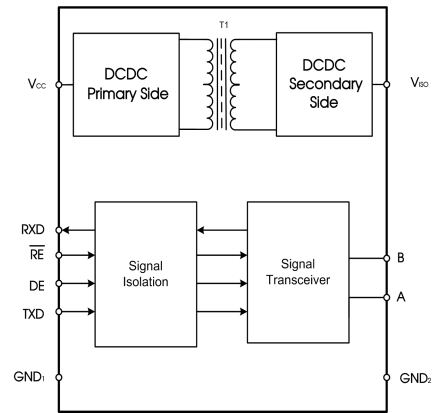 T1
DCDC
Primary Side
DCDC
Secondary
Side
VCC
VISO
RXD
RE
DE
TXD
Signal
Isolation
Signal
Transceiver
B
A
GND1
GND2